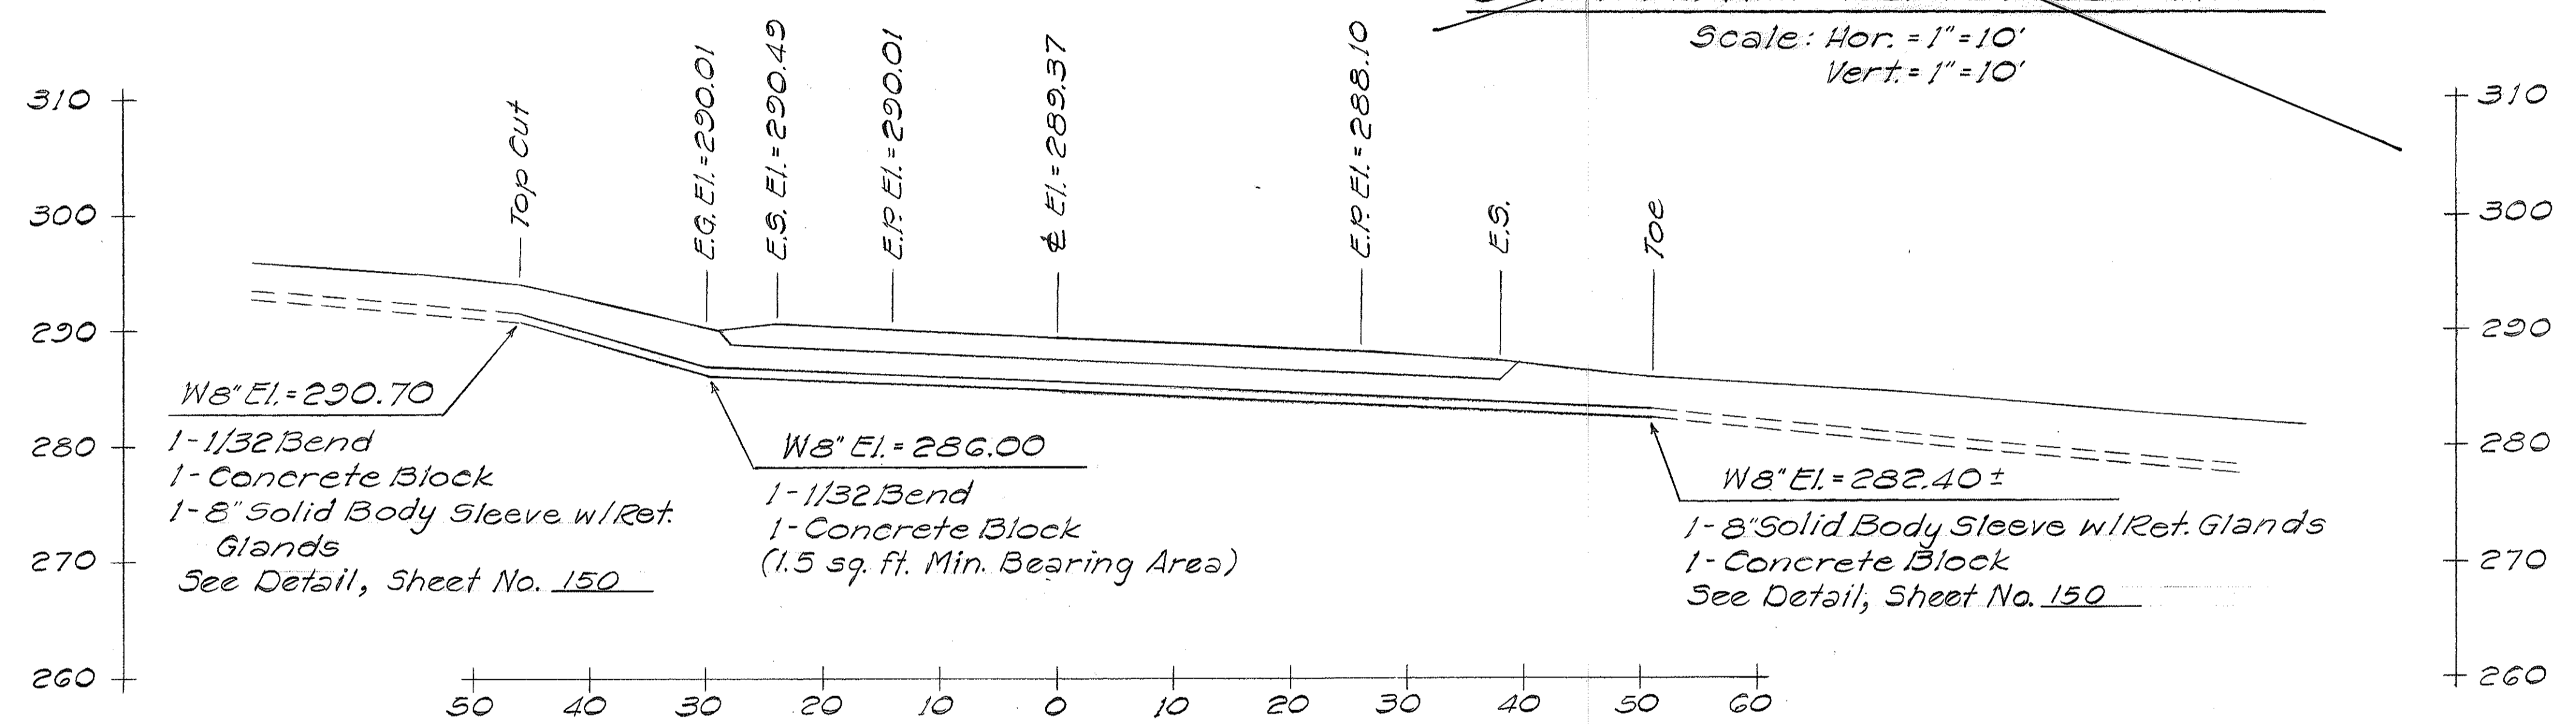 Scale: Hor. = 1" = 10'
Vert. = 1" = 10'
310
300
290
280
270
260
Top Cut
E.G. El. = 290.01
E.S. El. = 290.49
E.P. El. = 290.01
℄ El. = 289.37
E.P. El. = 288.10
E.S.
Toe
310
300
290
280
270
260
W8" El. = 290.70
1 - 1/32 Bend
1 - Concrete Block
1 - 8" Solid Body Sleeve w/Ret.
Glands
See Detail, Sheet No. 150
W8" El. = 286.00
1 - 1/32 Bend
1 - Concrete Block
(1.5 sq. ft. Min. Bearing Area)
W8" El. = 282.40 ±
1 - 8" Solid Body Sleeve w/Ret. Glands
1 - Concrete Block
See Detail, Sheet No. 150
50 40 30 20 10 0 10 20 30 40 50 60